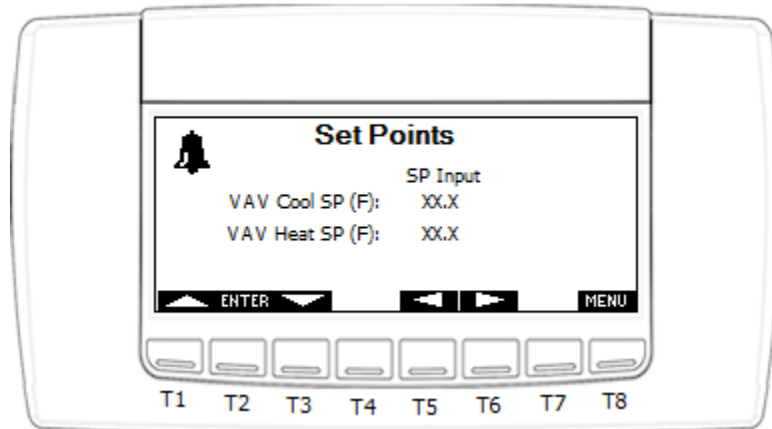 Set Points
SP Input
VAV Cool SP (F): XX.X
VAV Heat SP (F): XX.X
ENTER MENU
T1 T2 T3 T4 T5 T6 T7 T8